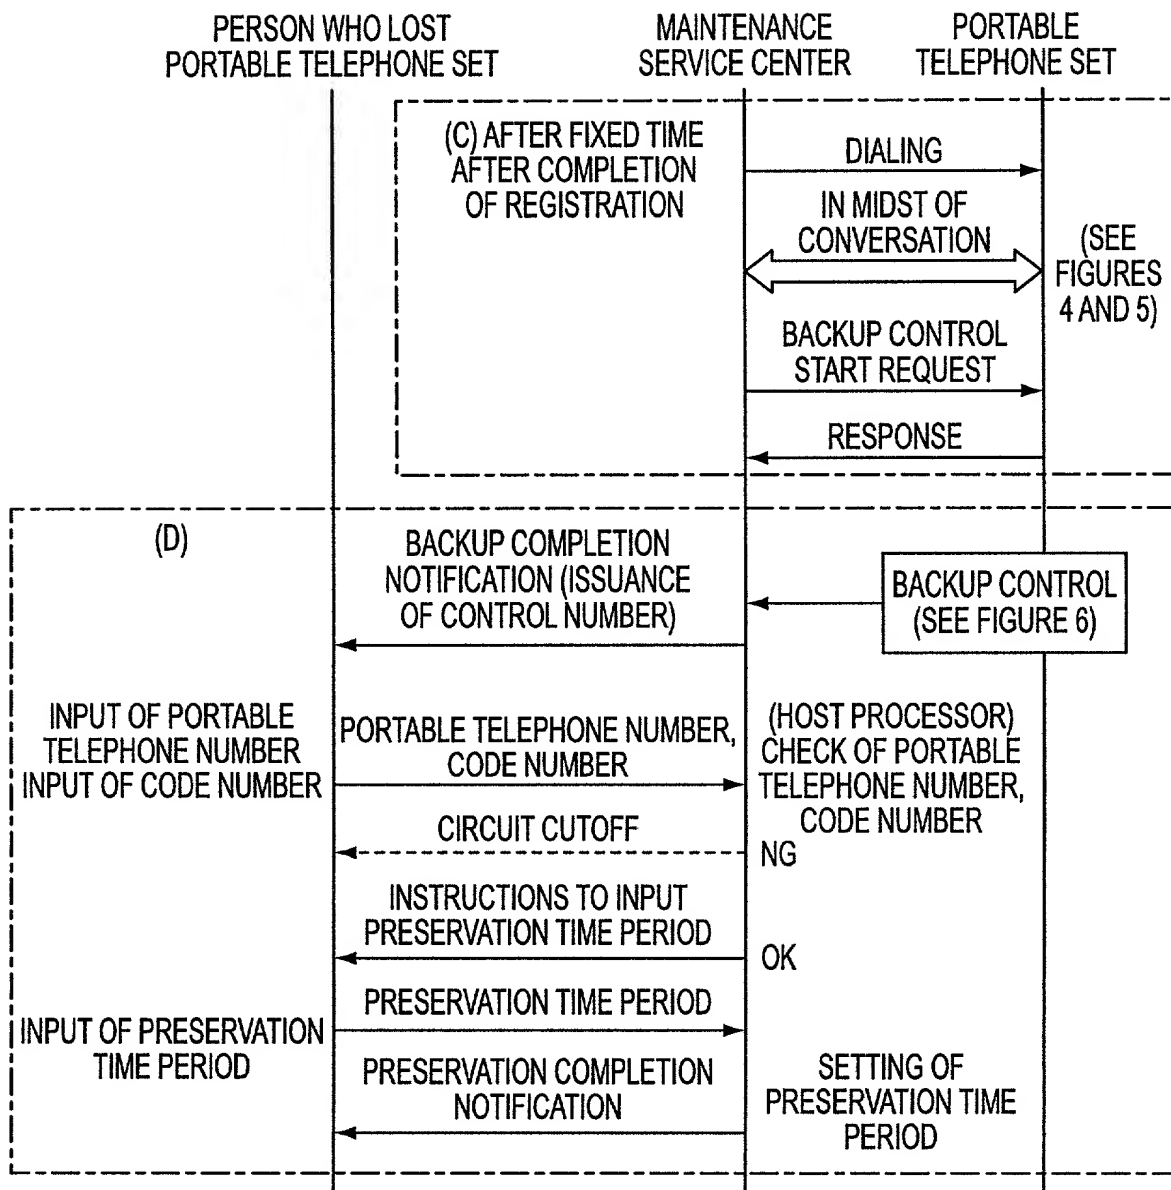 PERSON WHO LOST
PORTABLE TELEPHONE SET
MAINTENANCE
SERVICE CENTER
PORTABLE
TELEPHONE SET
(C) AFTER FIXED TIME
AFTER COMPLETION
OF REGISTRATION
DIALING
IN MIDST OF
CONVERSATION
(SEE
FIGURES
4 AND 5)
BACKUP CONTROL
START REQUEST
RESPONSE
(D)
BACKUP COMPLETION
NOTIFICATION (ISSUANCE
OF CONTROL NUMBER)
BACKUP CONTROL
(SEE FIGURE 6)
INPUT OF PORTABLE
TELEPHONE NUMBER
INPUT OF CODE NUMBER
PORTABLE TELEPHONE NUMBER,
CODE NUMBER
(HOST PROCESSOR)
CHECK OF PORTABLE
TELEPHONE NUMBER,
CODE NUMBER
CIRCUIT CUTOFF
NG
INSTRUCTIONS TO INPUT
PRESERVATION TIME PERIOD
OK
PRESERVATION TIME PERIOD
INPUT OF PRESERVATION
TIME PERIOD
PRESERVATION COMPLETION
NOTIFICATION
SETTING OF
PRESERVATION TIME
PERIOD